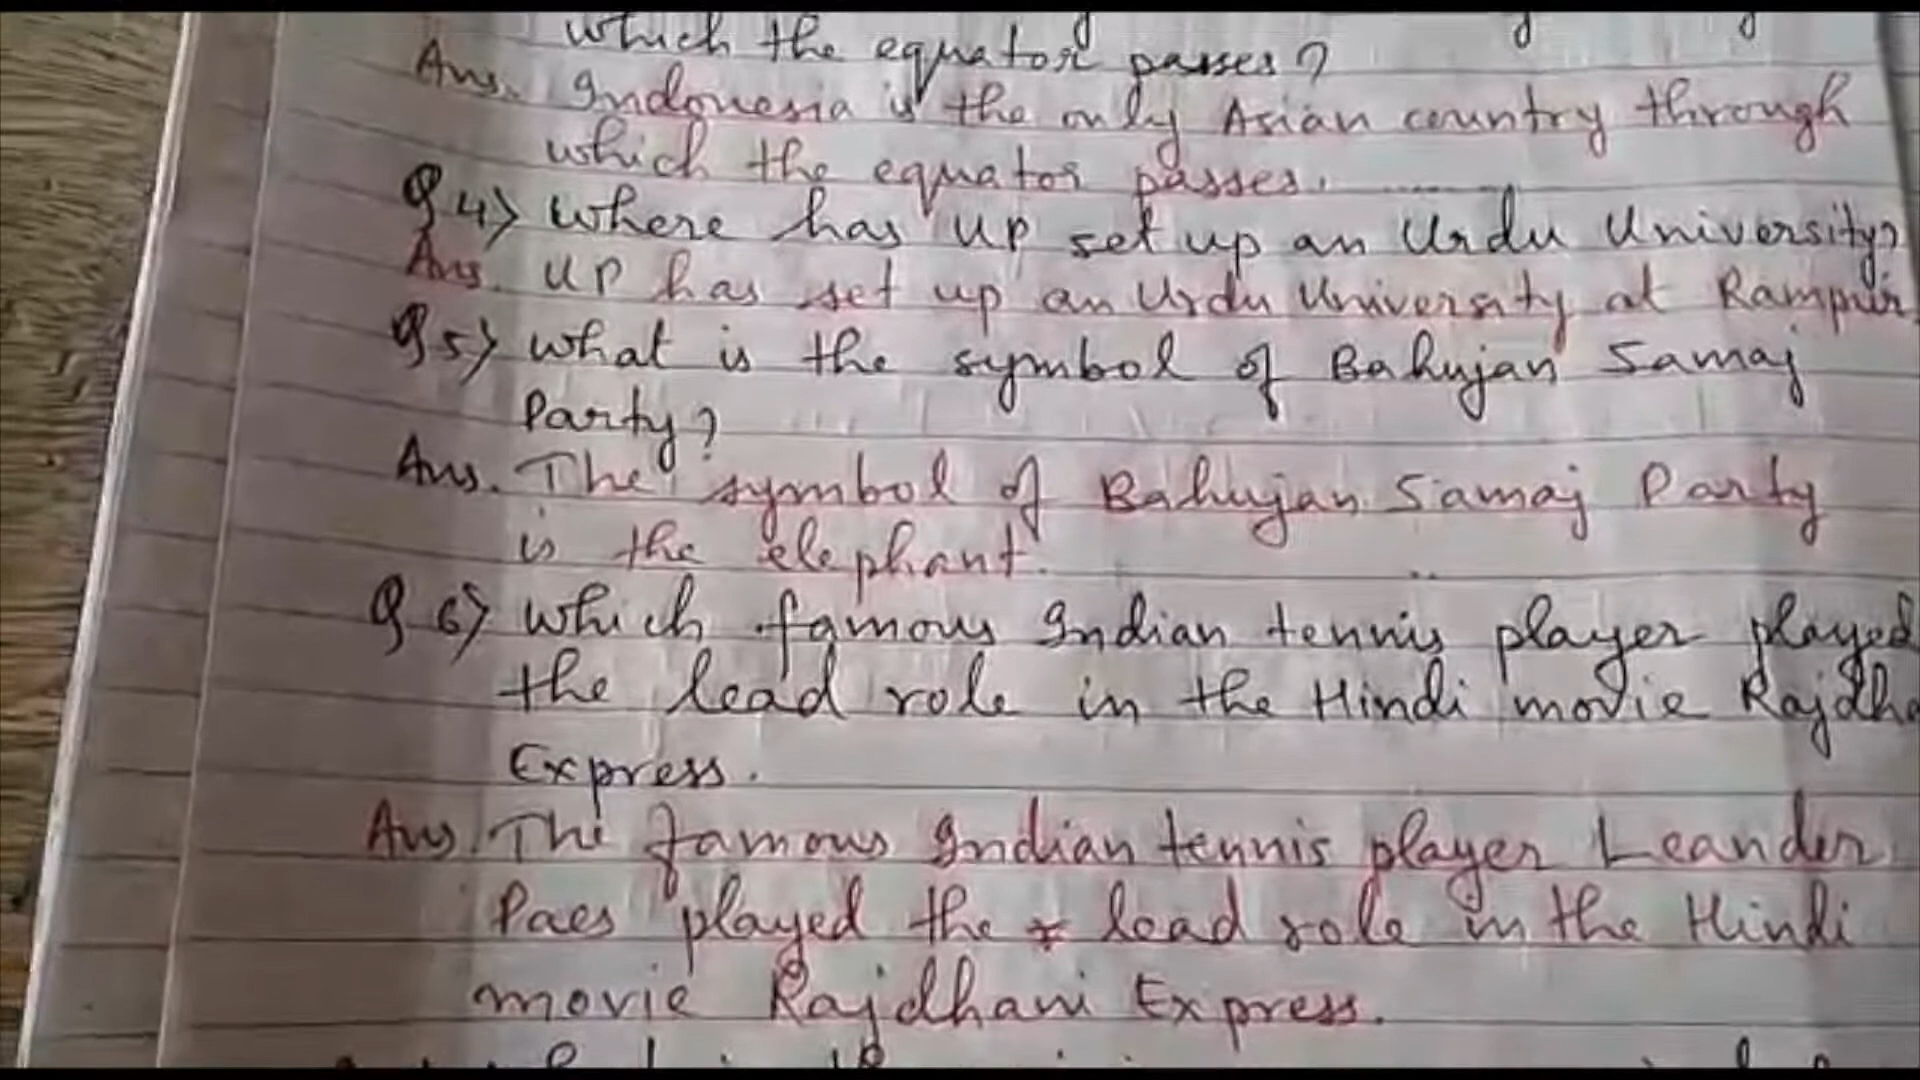 which the equator passes?
Ans. Indonesia is the only Asian country through
which the equator passes.
Q4) Where has UP set up an Urdu University?
Ans. UP has set up an Urdu University at Rampur.
Q5) What is the symbol of Bahujan Samaj
Party?
Ans. The symbol of Bahujan Samaj Party
is the elephant.
Q6) Which famous Indian tennis player played
the lead role in the Hindi movie
Express.
Ans. The famous Indian tennis player Leander
Paes played the lead role in the Hindi
movie Rajdhani Express.